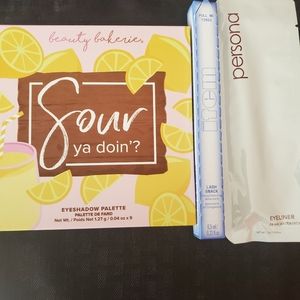 beauty bakerie.
Sour
ya doin'?
EYESHADOW PALETTE
PALETTE DE FARD
Net Wt. / Poids Net 1.27 g / 0.04 oz x 9
LASH
SNACK
persona
EYELINER